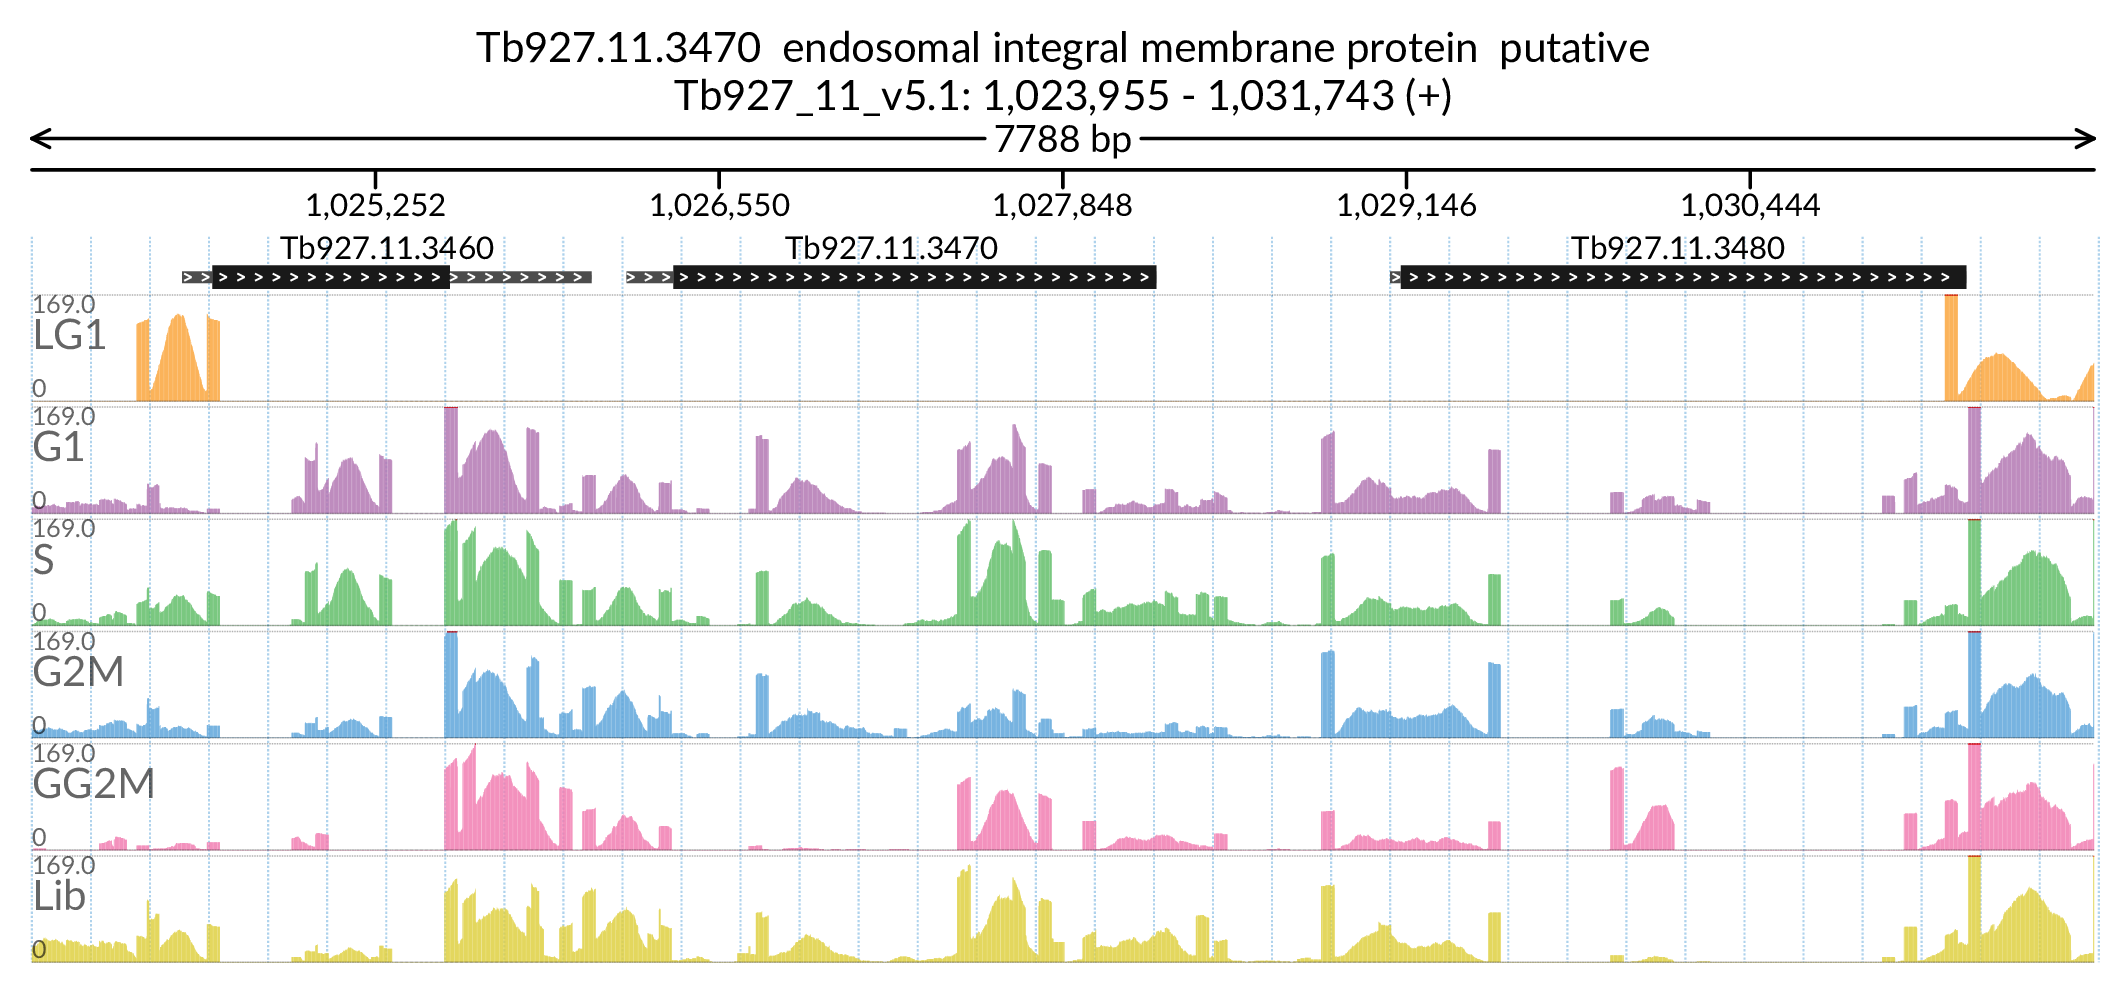 Tb927.11.3470  endosomal integral membrane protein  putative
Tb927_11_v5.1: 1,023,955 - 1,031,743 (+)
7788 bp
1,025,252 1,026,550 1,027,848 1,029,146 1,030,444
Tb927.11.3460 Tb927.11.3470 Tb927.11.3480
169.0
LG1
0
169.0
G1
0
169.0
S
0
169.0
G2M
0
169.0
GG2M
0
169.0
Lib
0